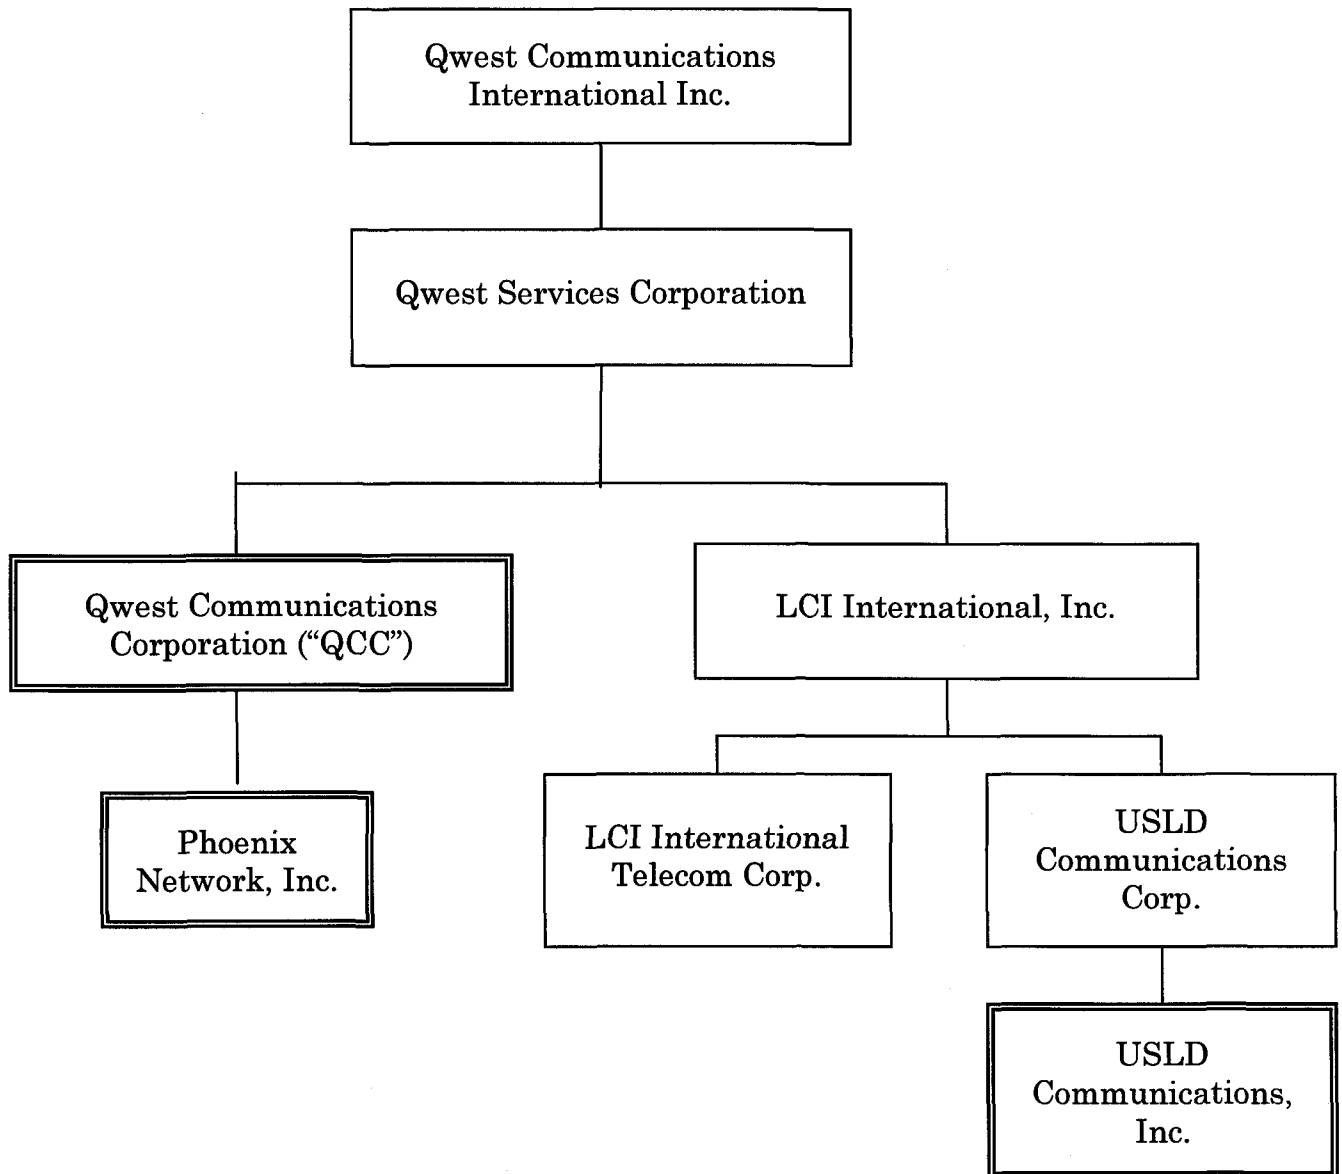 Qwest Communications
International Inc.
Qwest Services Corporation
Qwest Communications
Corporation (“QCC”)
LCI International, Inc.
Phoenix
Network, Inc.
LCI International
Telecom Corp.
USLD
Communications
Corp.
USLD
Communications,
Inc.